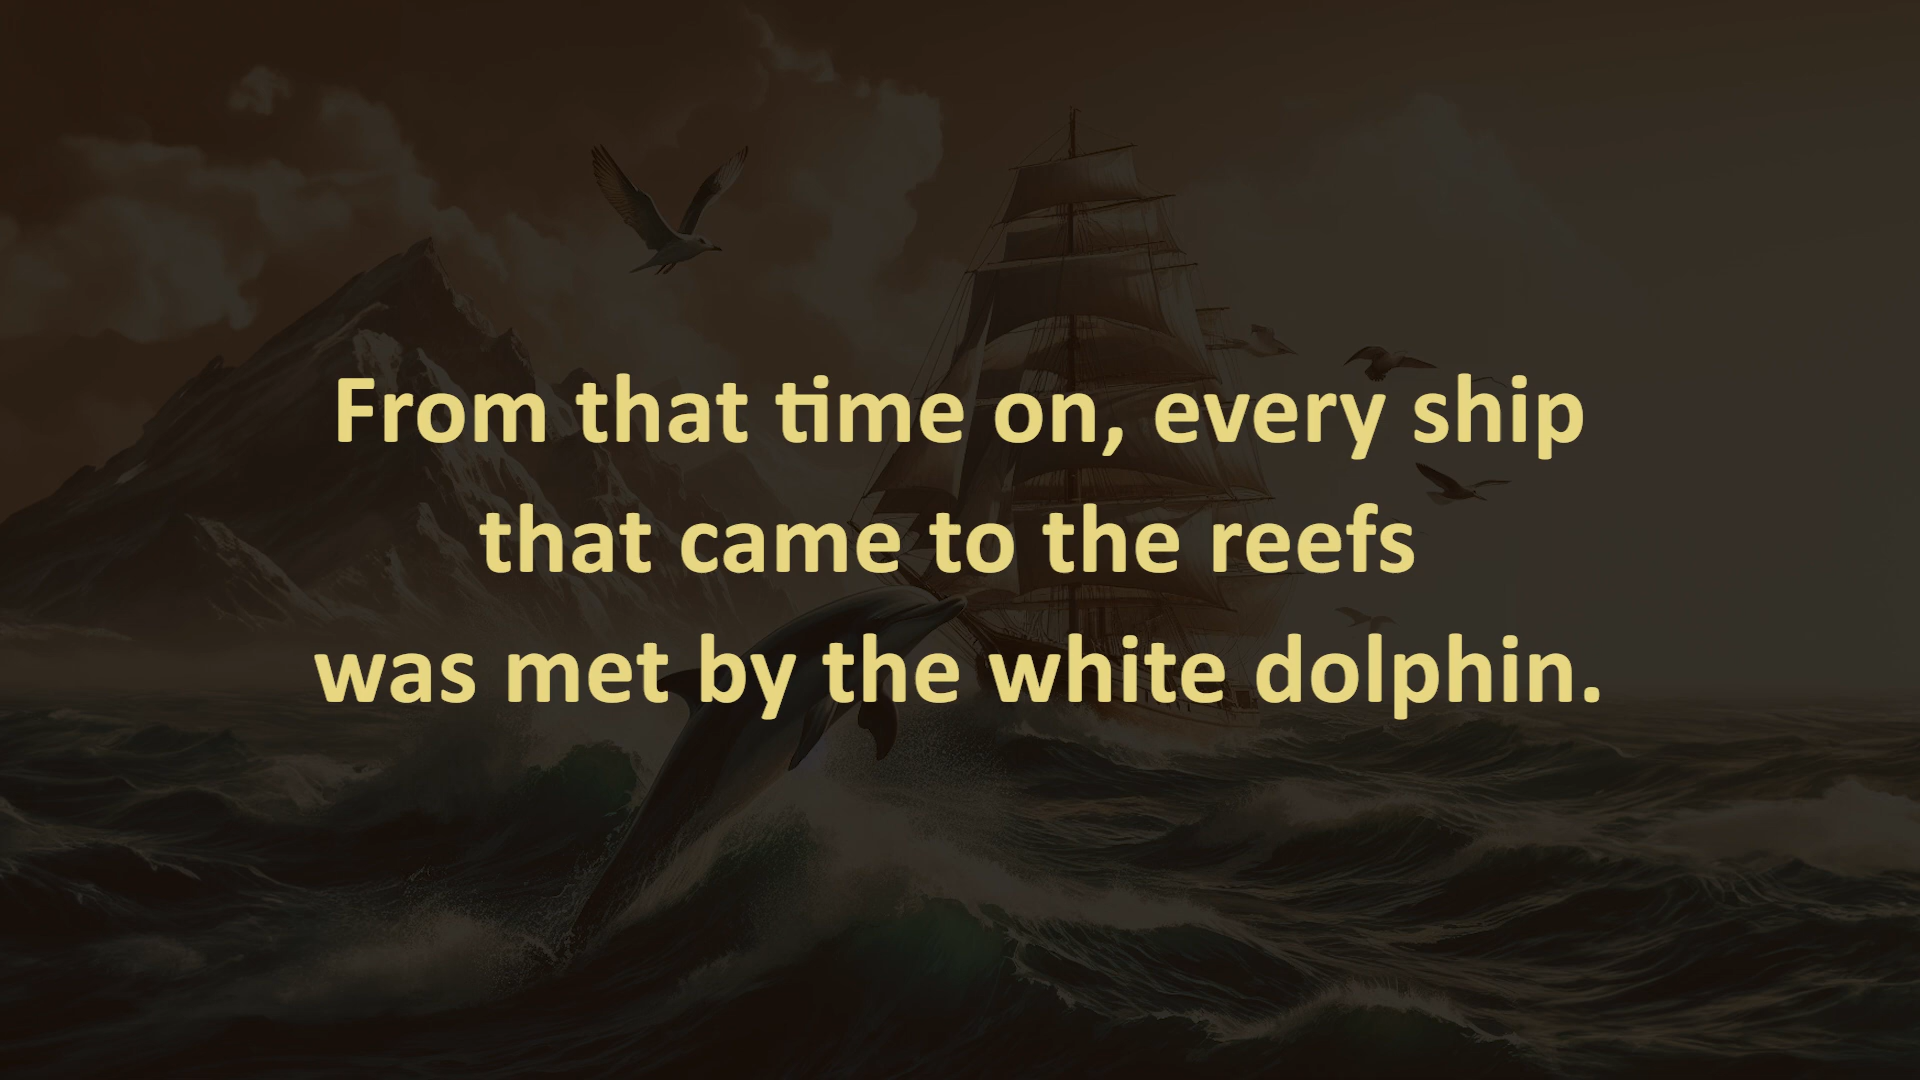 From that time on, every ship
that came to the reefs
was met by the white dolphin.